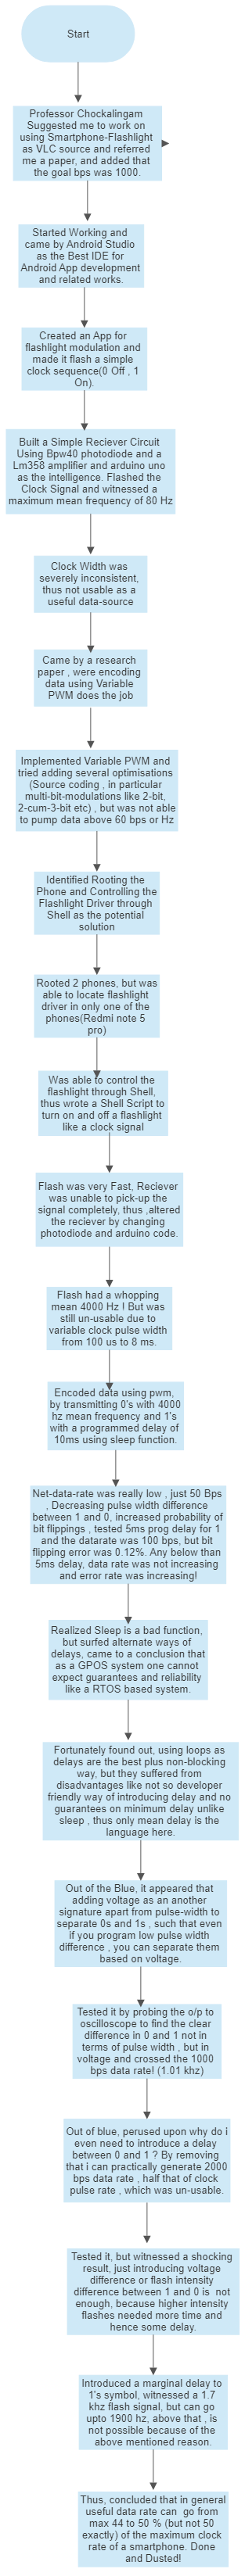 Start
Professor Chockalingam
Suggested me to work on
using Smartphone-Flashlight
as VLC source and referred
me a paper, and added that
the goal bps was 1000.
Started Working and
came by Android Studio
as the Best IDE for
Android App development
and related works.
Created an App for
flashlight modulation and
made it flash a simple
clock sequence(0 Off , 1
On).
Built a Simple Reciever Circuit
Using Bpw40 photodiode and a
Lm358 amplifier and arduino uno
as the intelligence. Flashed the
Clock Signal and witnessed a
maximum mean frequency of 80 Hz
Clock Width was
severely inconsistent,
thus not usable as a
useful data-source
Came by a research
paper , were encoding
data using Variable
PWM does the job
Implemented Variable PWM and
tried adding several optimisations
(Source coding , in particular
multi-bit-modulations like 2-bit,
2-cum-3-bit etc) , but was not able
to pump data above 60 bps or Hz
Identified Rooting the
Phone and Controlling the
Flashlight Driver through
Shell as the potential
solution
Rooted 2 phones, but was
able to locate flashlight
driver in only one of the
phones(Redmi note 5
pro)
Was able to control the
flashlight through Shell,
thus wrote a Shell Script to
turn on and off a flashlight
like a clock signal
Flash was very Fast, Reciever
was unable to pick-up the
signal completely, thus ,altered
the reciever by changing
photodiode and arduino code.
Flash had a whopping
mean 4000 Hz ! But was
still un-usable due to
variable clock pulse width
from 100 us to 8 ms.
Encoded data using pwm,
by transmitting 0's with 4000
hz mean frequency and 1's
with a programmed delay of
10ms using sleep function.
Net-data-rate was really low , just 50 Bps
, Decreasing pulse width difference
between 1 and 0, increased probability of
bit flippings , tested 5ms prog delay for 1
and the datarate was 100 bps, but bit
flipping error was 0.12%. Any less than
5ms delay, data rate was not increasing
and error rate was increasing!
Realized Sleep is a bad function,
but surfed alternate ways of
delays, came to a conclusion that
as a GPOS system one cannot
expect guarantees and reliability
like a RTOS based system.
Fortunately found out, using loops as
delays are the best plus non-blocking
way, but they suffered from
disadvantages like not so developer
friendly way of introducing delay and no
guarantees on minimum delay unlike
sleep , thus only mean delay is the
language here.
Out of the Blue, it appeared that
adding voltage as an another
signature apart from pulse-width to
separate 0s and 1s , such that even
if you program low pulse width
difference , you can separate them
based on voltage.
Tested it by probing the o/p to
oscilloscope to find the clear
difference in 0 and 1 not in
terms of pulse width , but in
voltage and crossed the 1000
bps data rate! (1.01 khz)
Out of blue, perused upon why do i
even need to introduce a delay
between 0 and 1 ? By removing
that i can practically generate 2000
bps data rate , half that of clock
pulse rate , which was un-usable.
Tested it, but witnessed a shocking
result, just introducing voltage
difference or flash intensity
difference between 1 and 0 is not
enough, because higher intensity
flashes needed more time and
hence some delay.
Introduced a marginal delay to
1's symbol, witnessed a 1.7
khz flash signal, but can go
upto 1900 hz, above that , is
not possible because of the
above mentioned reason.
Thus, concluded that in general
useful data rate can go from
max 44 to 50 % (but not 50
exactly) of the maximum clock
rate of a smartphone. Done
and Dusted!